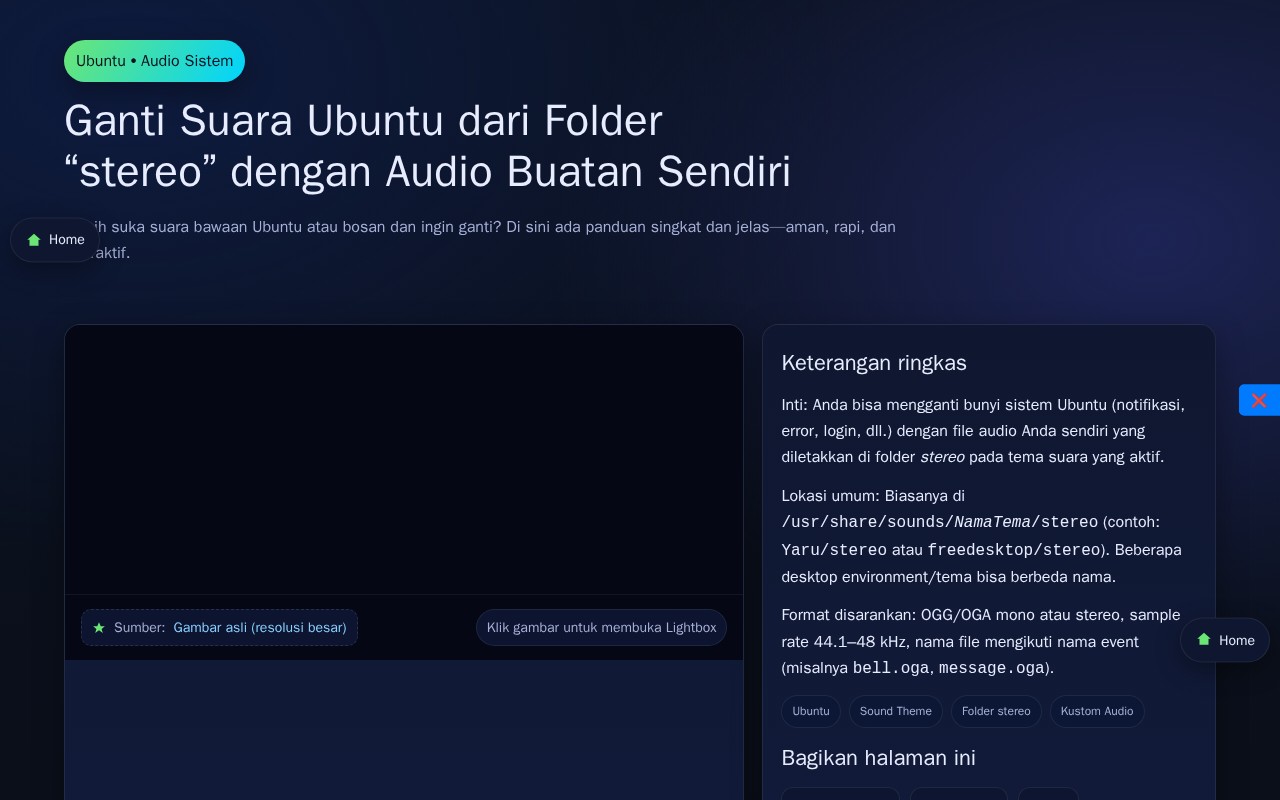 Ubuntu • Audio Sistem
Ganti Suara Ubuntu dari Folder
“stereo” dengan Audio Buatan Sendiri
suka suara bawaan Ubuntu atau bosan dan ingin ganti? Di sini ada panduan singkat dan jelas—aman, rapi, dan
Home
Keterangan ringkas
Inti: Anda bisa mengganti bunyi sistem Ubuntu (notifikasi,
error, login, dll.) dengan file audio Anda sendiri yang
diletakkan di folder stereo pada tema suara yang aktif.
Lokasi umum: Biasanya di
/usr/share/sounds/NamaTema/stereo (contoh:
Yaru/stereo atau freedesktop/stereo). Beberapa
desktop environment/tema bisa berbeda nama.
Format disarankan: OGG/OGA mono atau stereo, sample
rate 44.1–48 kHz, nama file mengikuti nama event
(misalnya bell.oga, message.oga).
Sumber: Gambar asli (resolusi besar)
Klik gambar untuk membuka Lightbox
Home
Ubuntu
Sound Theme
Folder stereo
Kustom Audio
Bagikan halaman ini